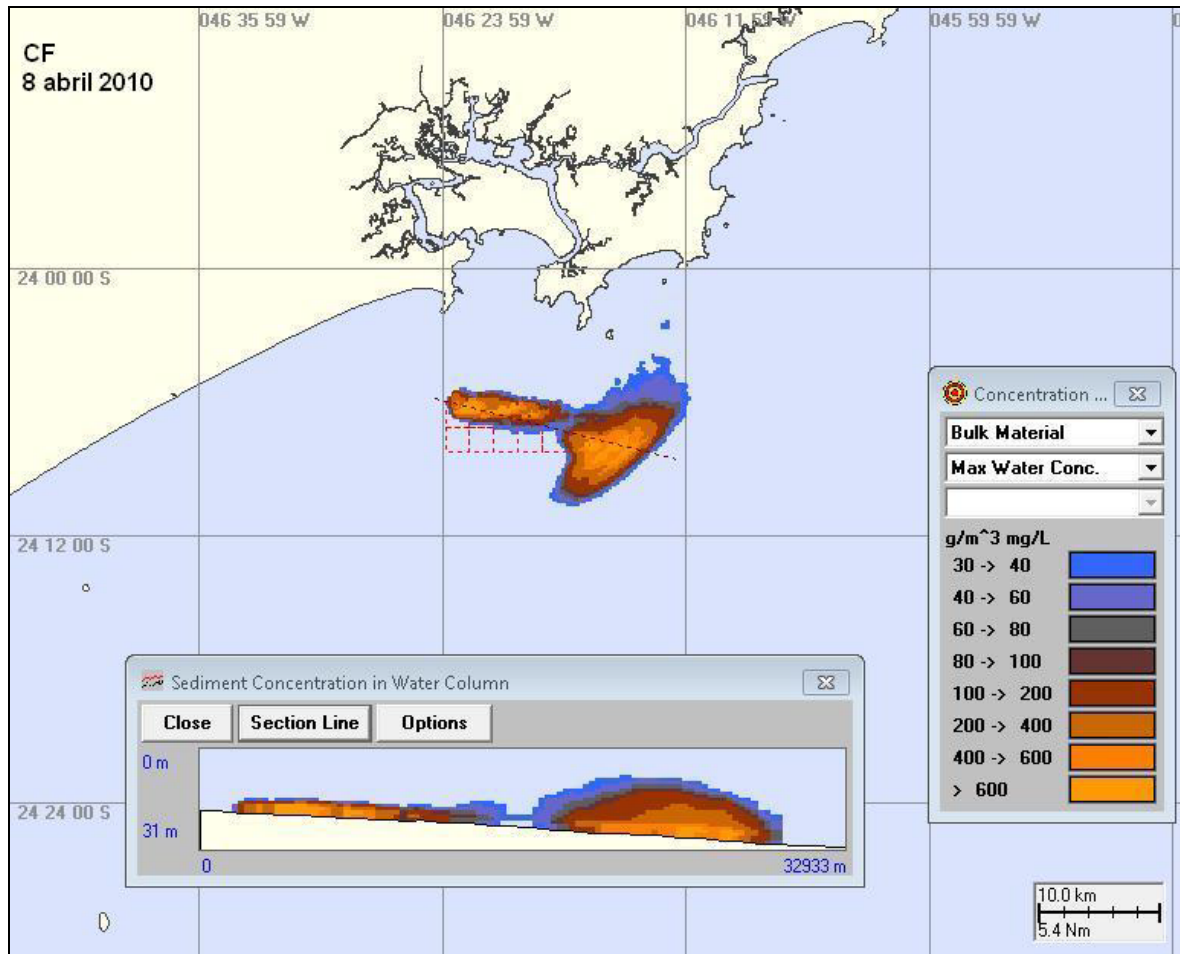 046 35 59 W
046 23 59 W
046 11 59 W
045 59 59 W
CF
8 abril 2010
24 00 00 S
24 12 00 S
24 24 00 S
Concentration ...
Bulk Material
Max Water Conc.
g/m^3 mg/L
30 -> 40
40 -> 60
60 -> 80
80 -> 100
100 -> 200
200 -> 400
400 -> 600
> 600
Sediment Concentration in Water Column
Close
Section Line
Options
0 m
31 m
0
32933 m
10.0 km
5.4 Nm